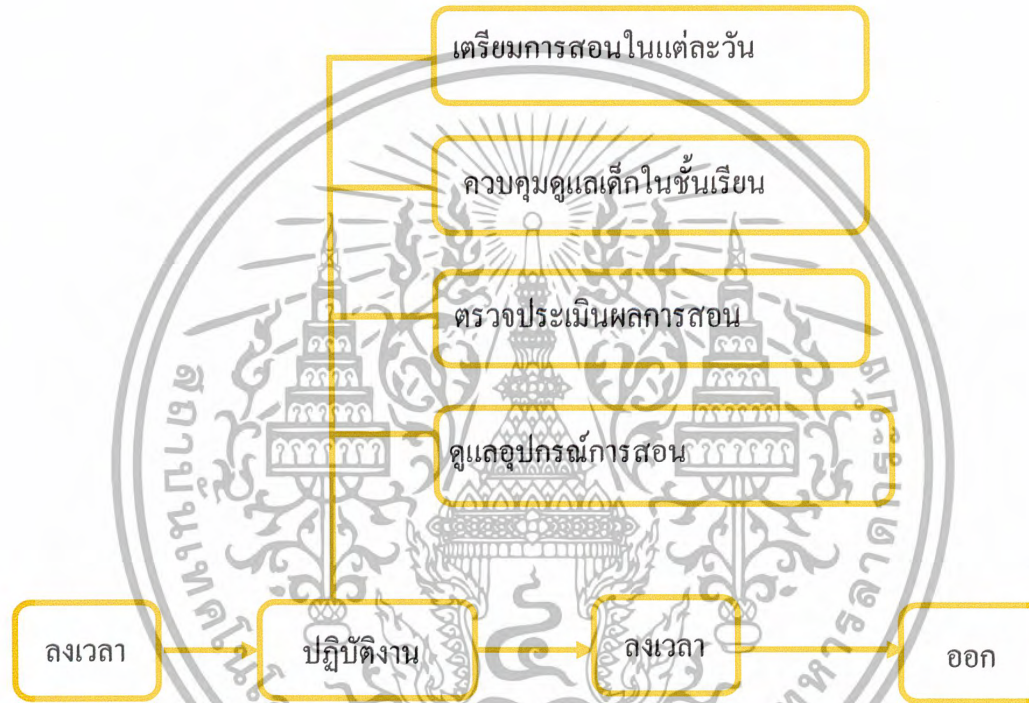 เตรียมการสอนในแต่ละวัน
ควบคุมดูแลเด็กในชั้นเรียน
ตรวจประเมินผลการสอน
ดูแลอุปกรณ์การสอน
ลงเวลา
ปฏิบัติงาน
ลงเวลา
ออก